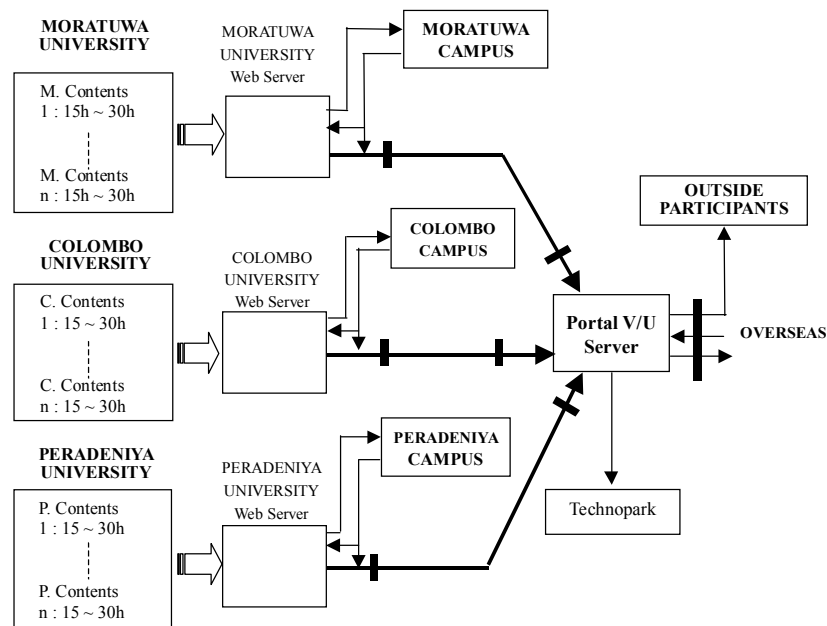 MORATUWA
UNIVERSITY
M. Contents
1 : 15h ~ 30h
M. Contents
n : 15h ~ 30h
MORATUWA
UNIVERSITY
Web Server
MORATUWA
CAMPUS
COLOMBO
UNIVERSITY
C. Contents
1 : 15 ~ 30h
C. Contents
n : 15 ~ 30h
COLOMBO
UNIVERSITY
Web Server
COLOMBO
CAMPUS
PERADENIYA
UNIVERSITY
P. Contents
1 : 15 ~ 30h
P. Contents
n : 15 ~ 30h
PERADENIYA
UNIVERSITY
Web Server
PERADENIYA
CAMPUS
Portal V/U
Server
OUTSIDE
PARTICIPANTS
OVERSEAS
Technopark